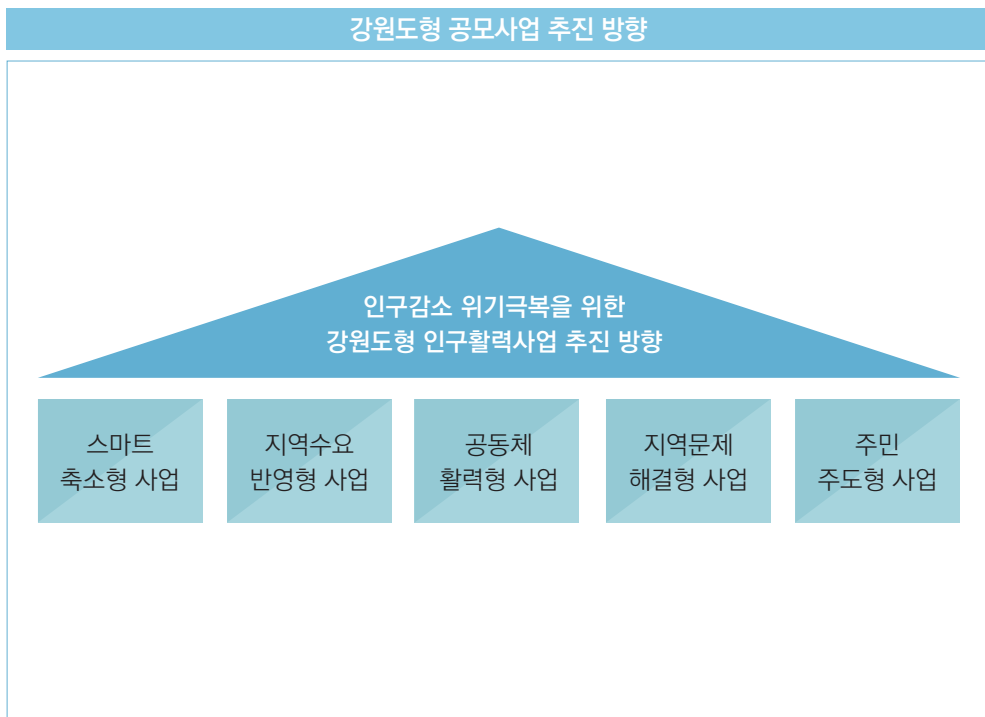 강원도형 공모사업 추진 방향
인구감소 위기극복을 위한
강원도형 인구활력사업 추진 방향
스마트
축소형 사업
지역수요
반영형 사업
공동체
활력형 사업
지역문제
해결형 사업
주민
주도형 사업